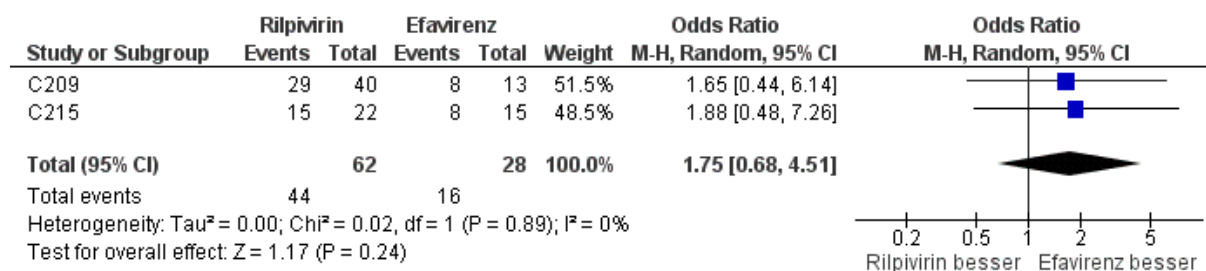 Rilpivirin Efavirenz Odds Ratio Odds Ratio
Study or Subgroup Events Total Events Total Weight M-H, Random, 95% CI M-H, Random, 95% CI
C209 29 40 8 13 51.5% 1.65 [0.44, 6.14]
C215 15 22 8 15 48.5% 1.88 [0.48, 7.26]
Total (95% CI) 62 28 100.0% 1.75 [0.68, 4.51]
Total events 44 16
Heterogeneity: Tau² = 0.00; Chi² = 0.02, df = 1 (P = 0.89); I² = 0%
Test for overall effect: Z = 1.17 (P = 0.24)
0.2 0.5 1 2 5
Rilpivirin besser Efavirenz besser